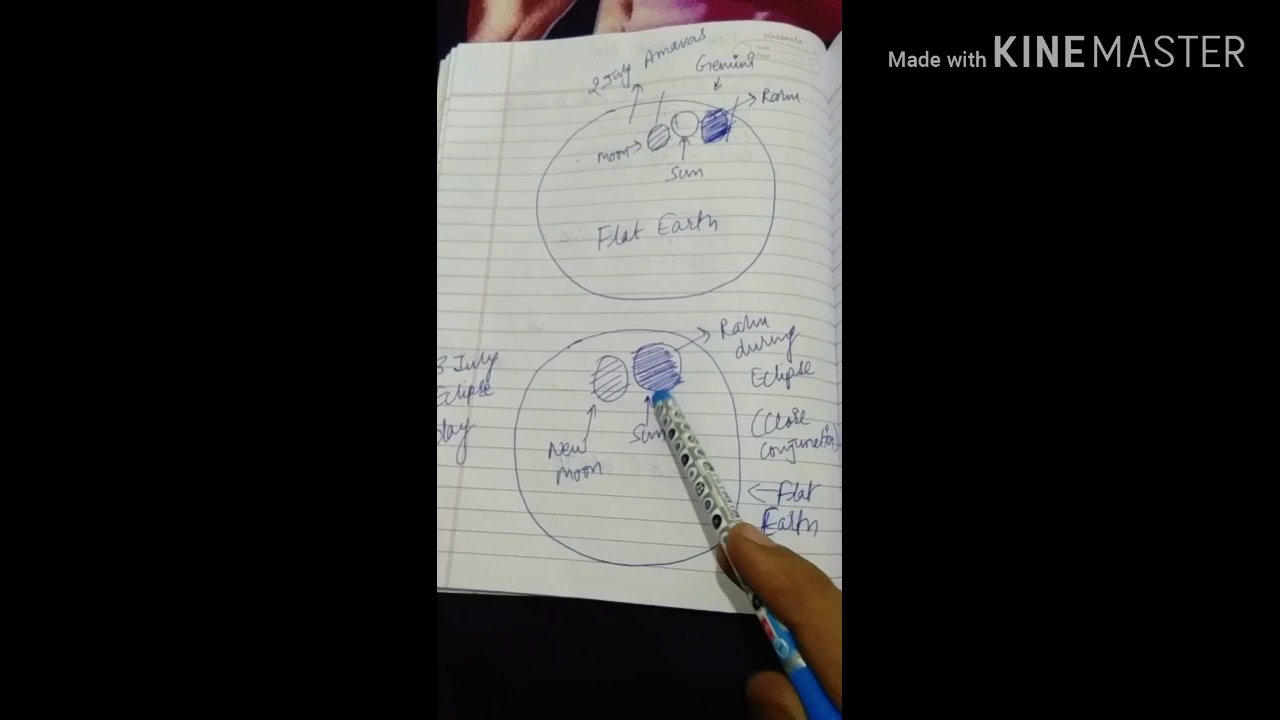 Made with KINEMASTER
classmate
2 July
Amavas
Gemini
Rahu
Moon
Sun
Flat Earth
3 July
Eclipse
day
Rahu
during
Eclipse
(Close
conjunction)
New
Moon
Sun
Flat
Earth